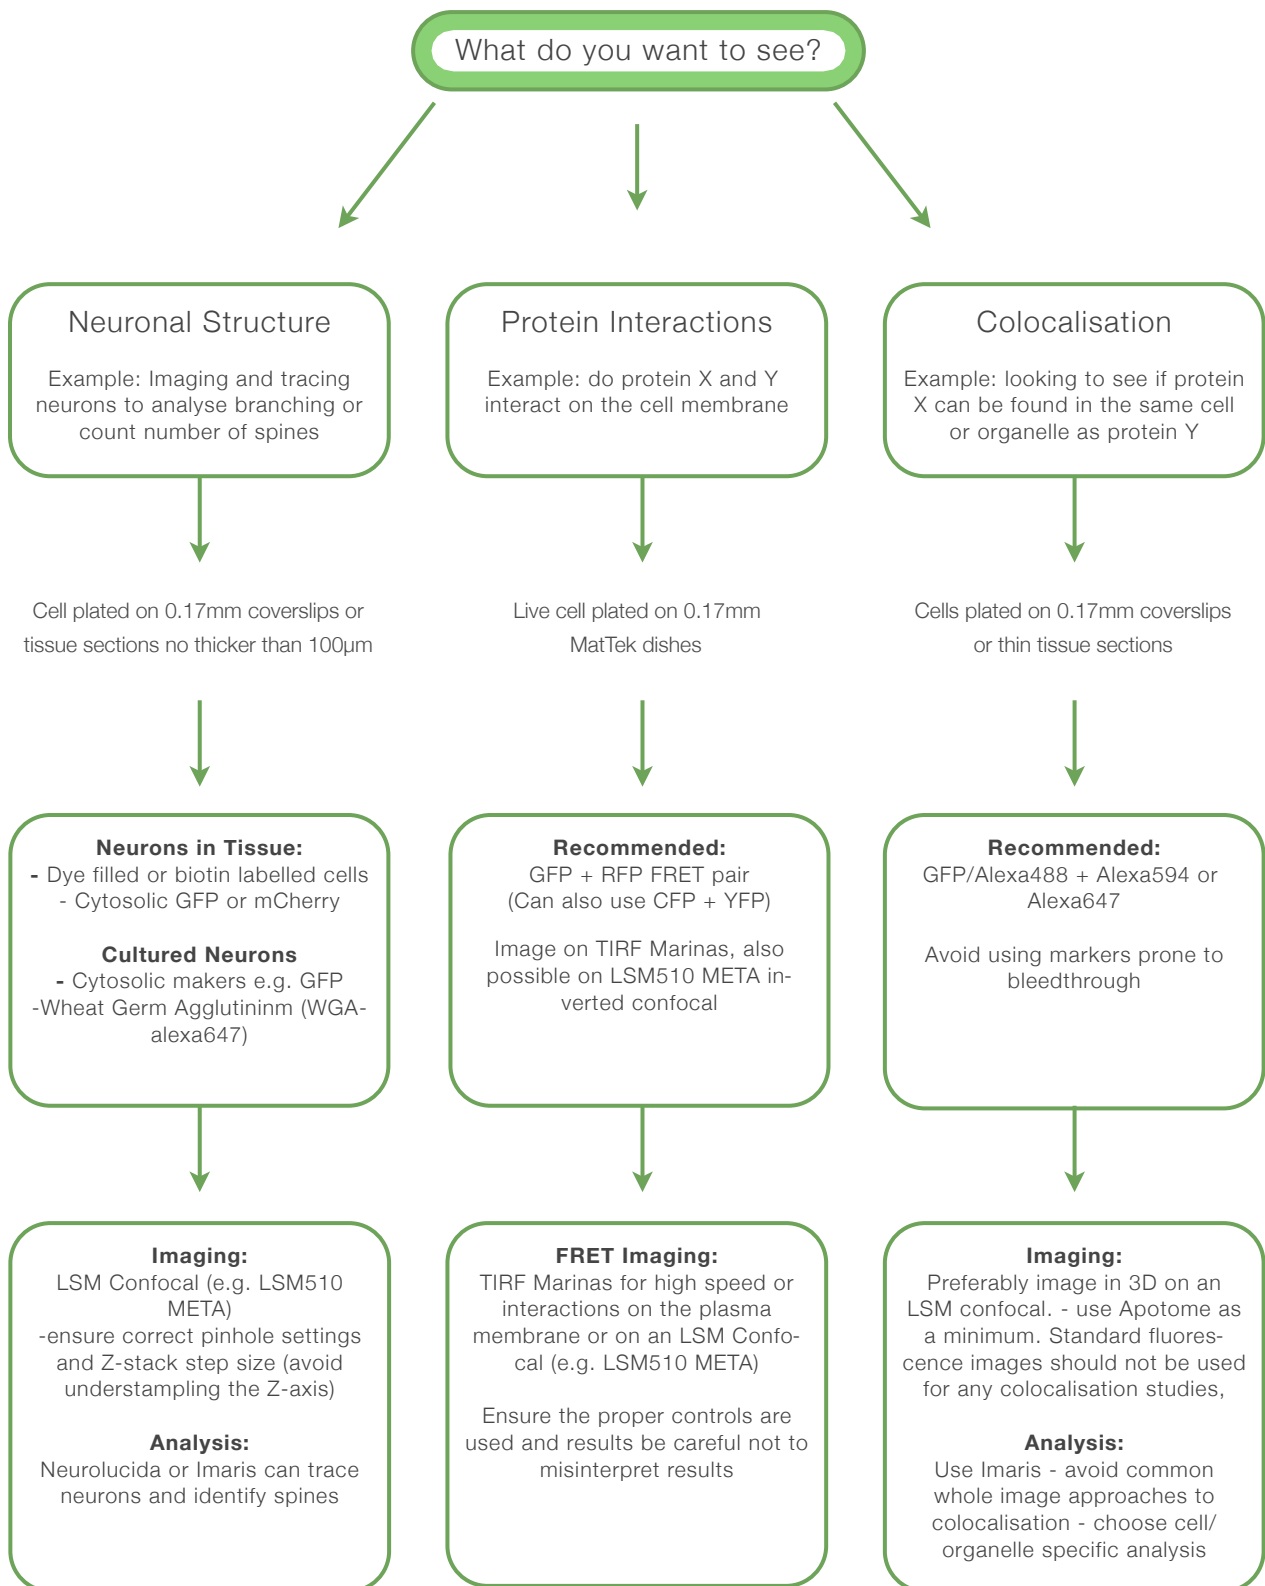 What do you want to see?
Neuronal Structure
Example: Imaging and tracing
neurons to analyse branching or
count number of spines
Protein Interactions
Example: do protein X and Y
interact on the cell membrane
Colocalisation
Example: looking to see if protein
X can be found in the same cell
or organelle as protein Y
Cell plated on 0.17mm coverslips or
tissue sections no thicker than 100µm
Live cell plated on 0.17mm
MatTek dishes
Cells plated on 0.17mm coverslips
or thin tissue sections
Neurons in Tissue:
- Dye filled or biotin labelled cells
- Cytosolic GFP or mCherry
Cultured Neurons
- Cytosolic makers e.g. GFP
-Wheat Germ Agglutininm (WGA-
alexa647)
Recommended:
GFP + RFP FRET pair
(Can also use CFP + YFP)
Image on TIRF Marinas, also
possible on LSM510 META in-
verted confocal
Recommended:
GFP/Alexa488 + Alexa594 or
Alexa647
Avoid using markers prone to
bleedthrough
Imaging:
LSM Confocal (e.g. LSM510
META)
-ensure correct pinhole settings
and Z-stack step size (avoid
understampling the Z-axis)
Analysis:
Neurolucida or Imaris can trace
neurons and identify spines
FRET Imaging:
TIRF Marinas for high speed or
interactions on the plasma
membrane or on an LSM Confo-
cal (e.g. LSM510 META)
Ensure the proper controls are
used and results be careful not to
misinterpret results
Imaging:
Preferably image in 3D on an
LSM confocal. - use Apotome as
a minimum. Standard fluores-
cence images should not be used
for any colocalisation studies,
Analysis:
Use Imaris - avoid common
whole image approaches to
colocalisation - choose cell/
organelle specific analysis